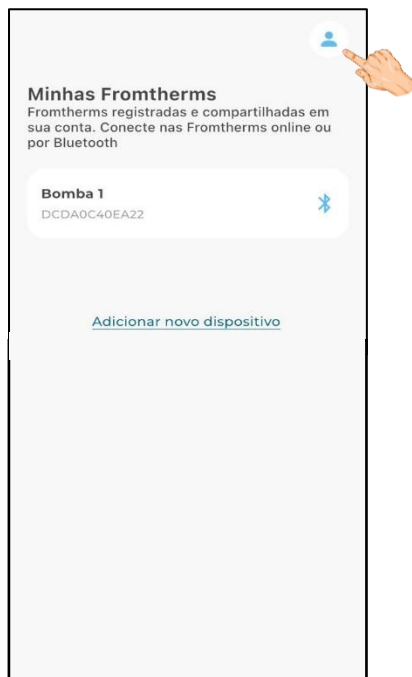 Minhas Fromtherms
Fromtherms registradas e compartilhadas em
sua conta. Conecte nas Fromtherms online ou
por Bluetooth
Bomba 1
DCDA0C40EA22
Adicionar novo dispositivo